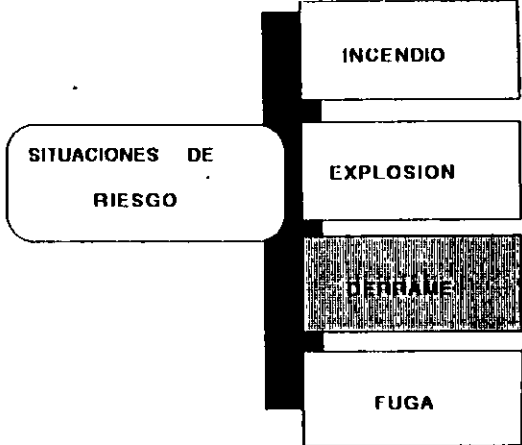 INCENDIO
SITUACIONES DE
RIESGO
EXPLOSION
DERRAME
FUGA